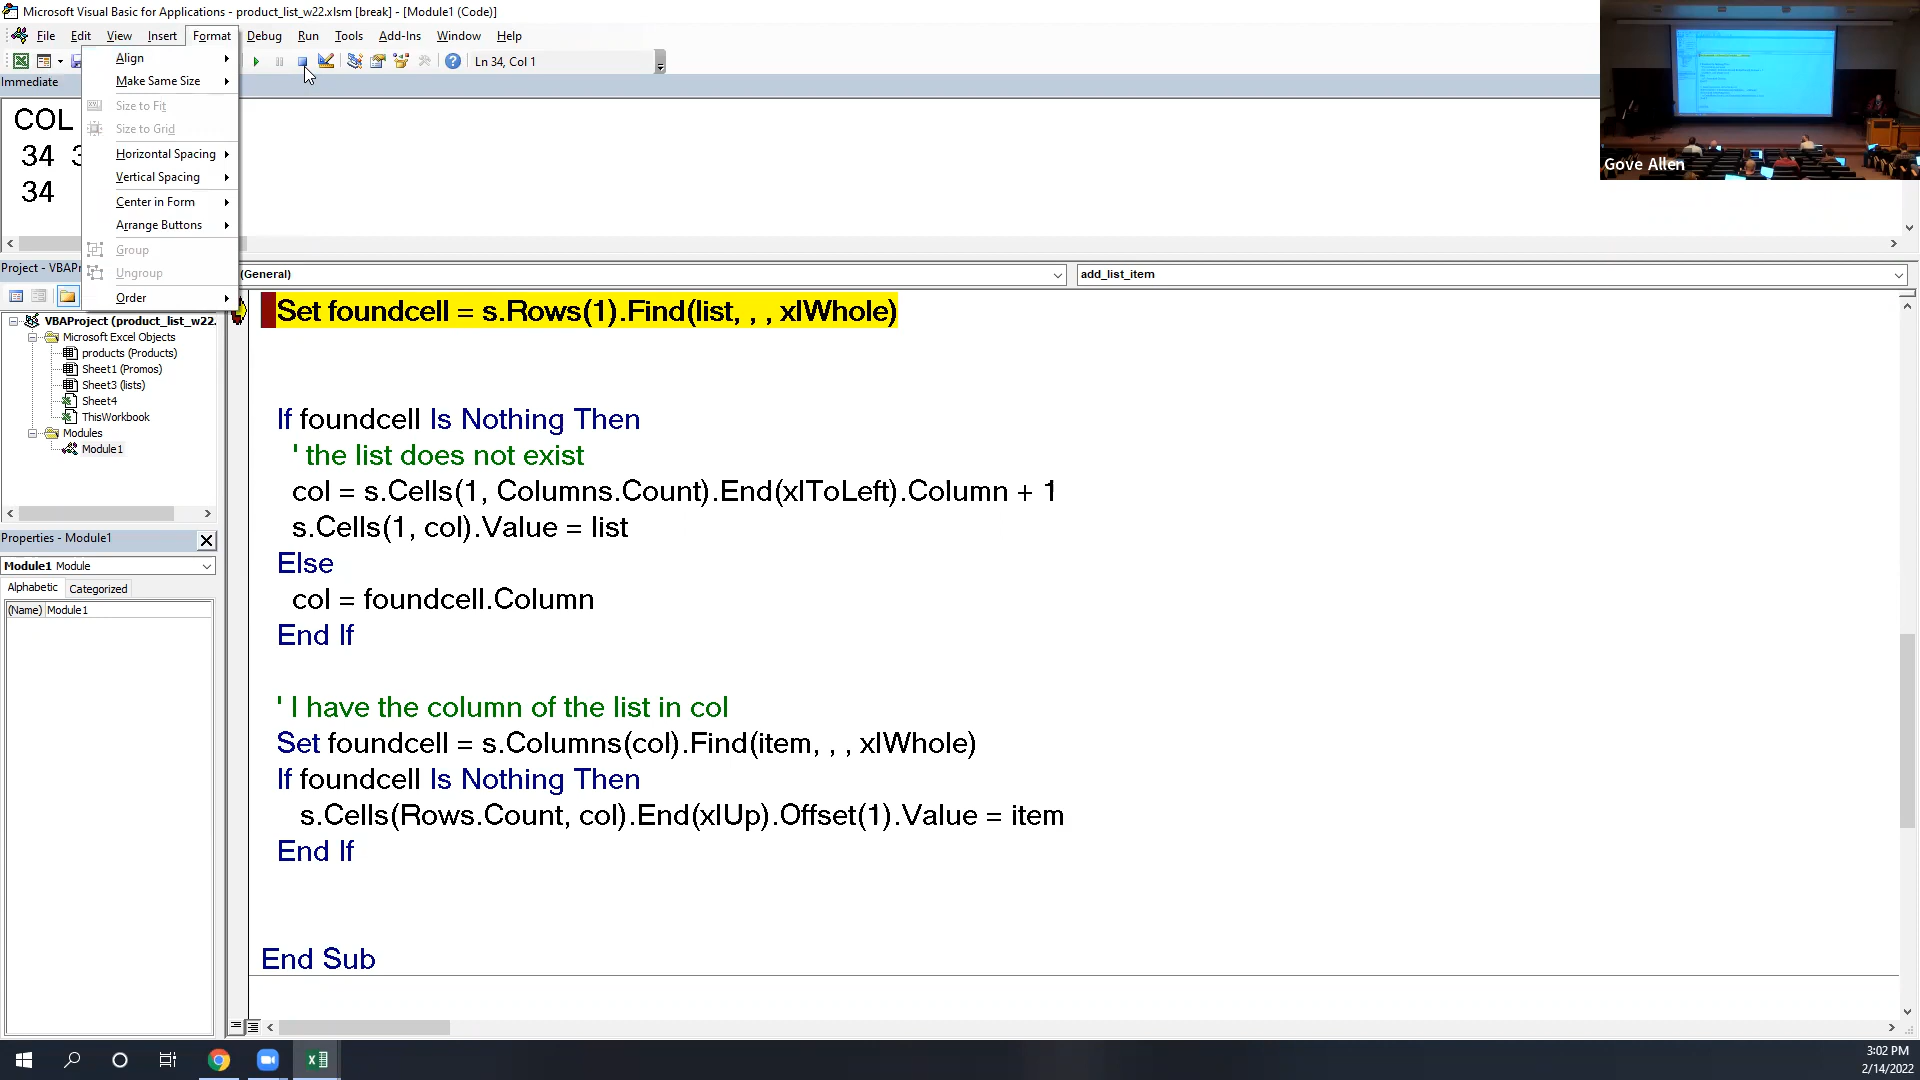 Microsoft Visual Basic for Applications - product_list_w22.xlsm [break] - [Module1 (Code)]
File Edit View Insert Format Debug Run Tools Add-Ins Window Help
Ln 34, Col 1
Immediate
COL
34 3
34
Align
Make Same Size
Size to Fit
Size to Grid
Horizontal Spacing
Vertical Spacing
Center in Form
Arrange Buttons
Group
Ungroup
Order
Gove Allen
Project - VBAPr
(General)
add_list_item
VBAProject (product_list_w22.
Microsoft Excel Objects
products (Products)
Sheet1 (Promos)
Sheet3 (lists)
Sheet4
ThisWorkbook
Modules
Module1
Properties - Module1
Module1 Module
Alphabetic Categorized
(Name) Module1
Set foundcell = s.Rows(1).Find(list, , , xlWhole)
If foundcell Is Nothing Then
' the list does not exist
col = s.Cells(1, Columns.Count).End(xlToLeft).Column + 1
s.Cells(1, col).Value = list
Else
col = foundcell.Column
End If
' I have the column of the list in col
Set foundcell = s.Columns(col).Find(item, , , xlWhole)
If foundcell Is Nothing Then
s.Cells(Rows.Count, col).End(xlUp).Offset(1).Value = item
End If
End Sub
3:02 PM
2/14/2022